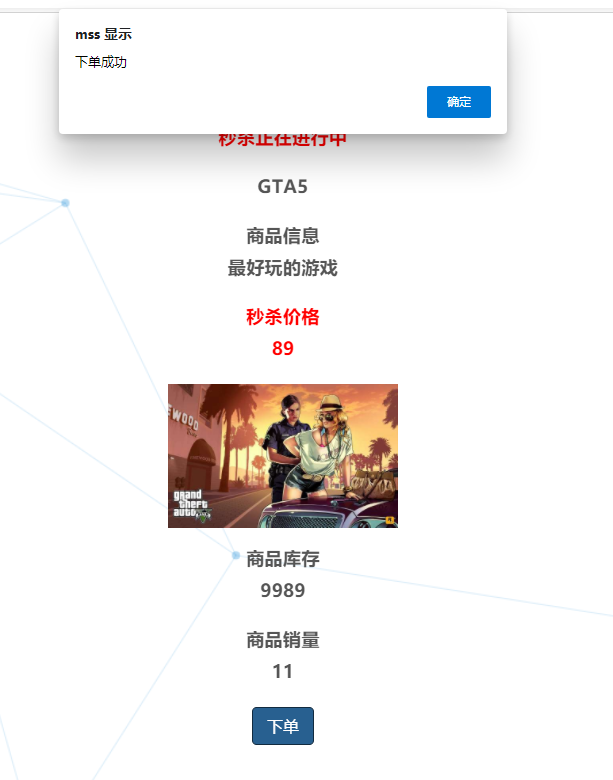 mss 显示
下单成功
确定
秒杀正在进行中
GTA5
商品信息
最好玩的游戏
秒杀价格
89
EWOOD
grand
theft
auto
商品库存
9989
商品销量
11
下单